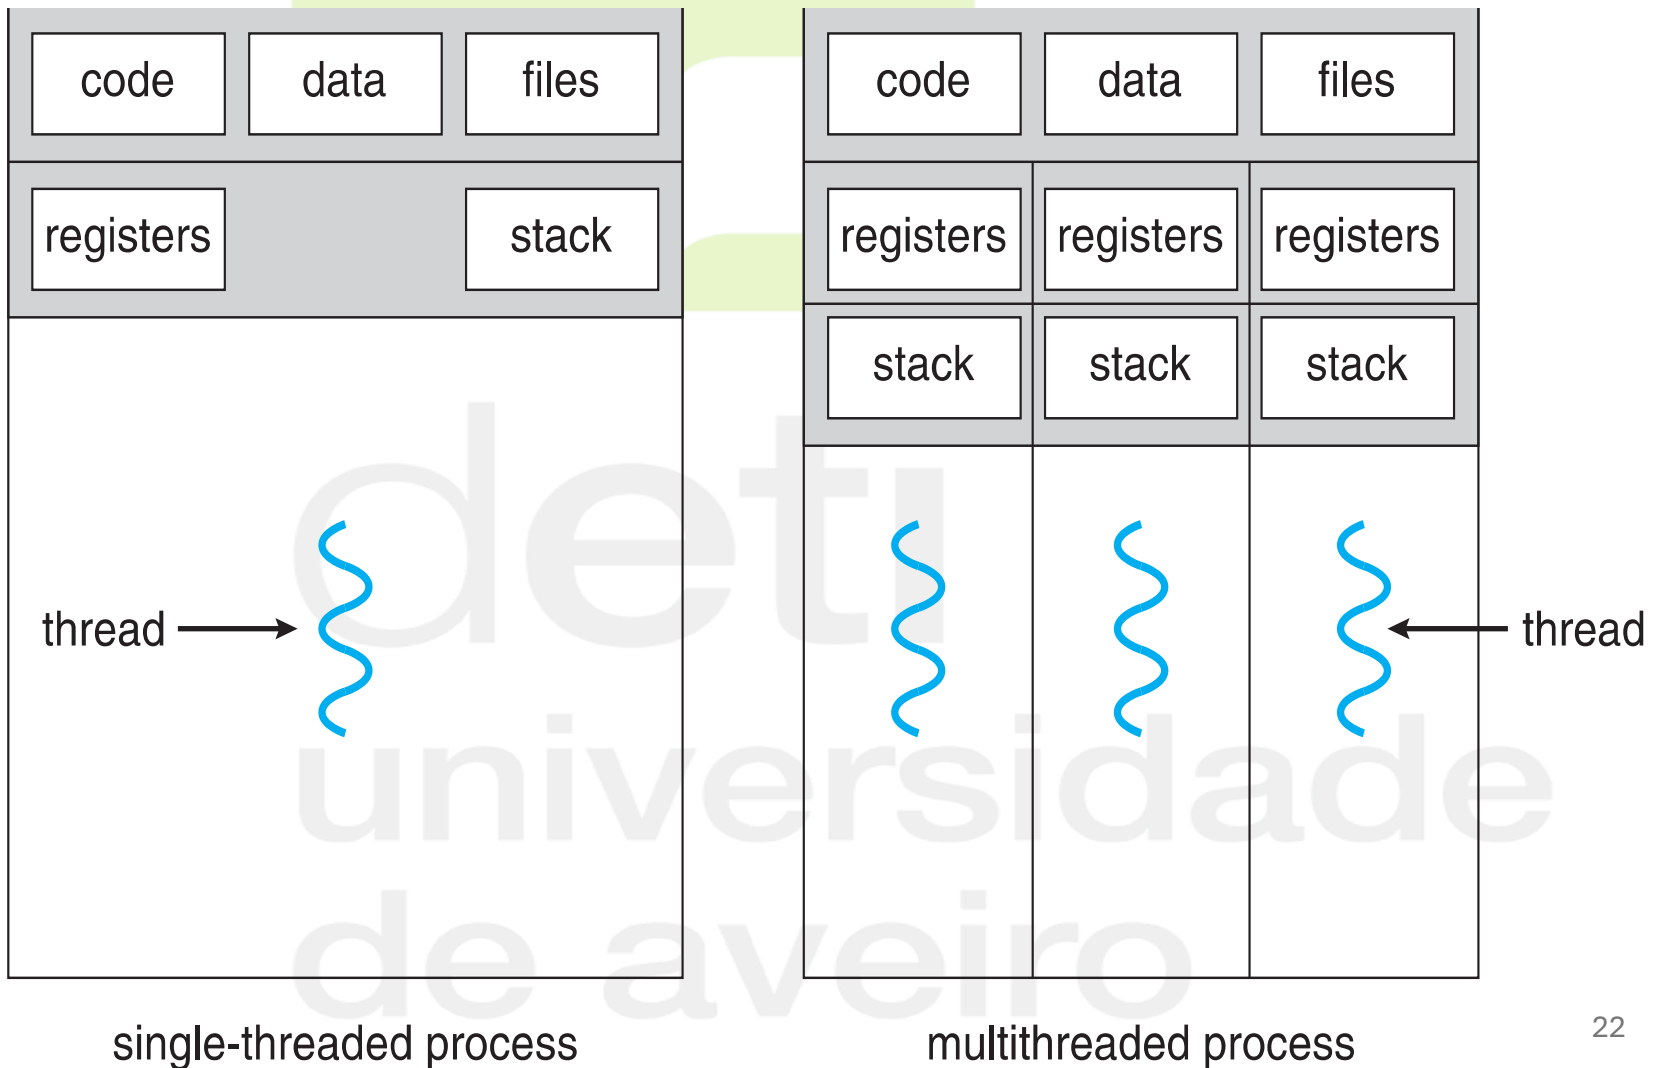 code data files
registers stack
thread
single-threaded process
code data files
registers registers registers
stack stack stack
thread
multithreaded process
deti
universidade
de aveiro
22